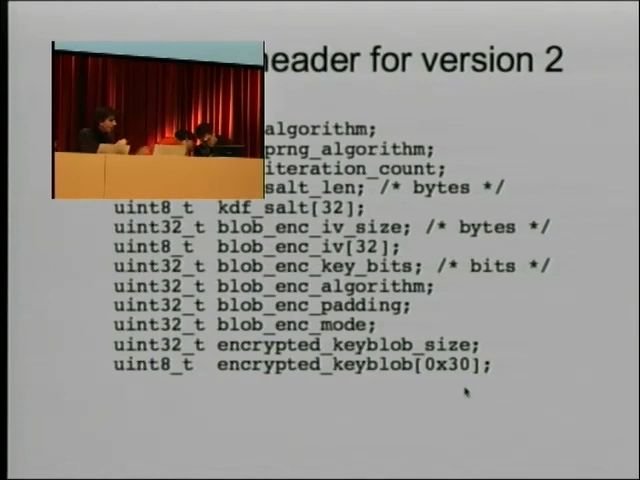 eader for version 2
algorithm;
prng_algorithm;
iteration_count;
salt_len; /* bytes */
uint8_t kdf_salt[32];
uint32_t blob_enc_iv_size; /* bytes */
uint8_t blob_enc_iv[32];
uint32_t blob_enc_key_bits; /* bits */
uint32_t blob_enc_algorithm;
uint32_t blob_enc_padding;
uint32_t blob_enc_mode;
uint32_t encrypted_keyblob_size;
uint8_t encrypted_keyblob[0x30];